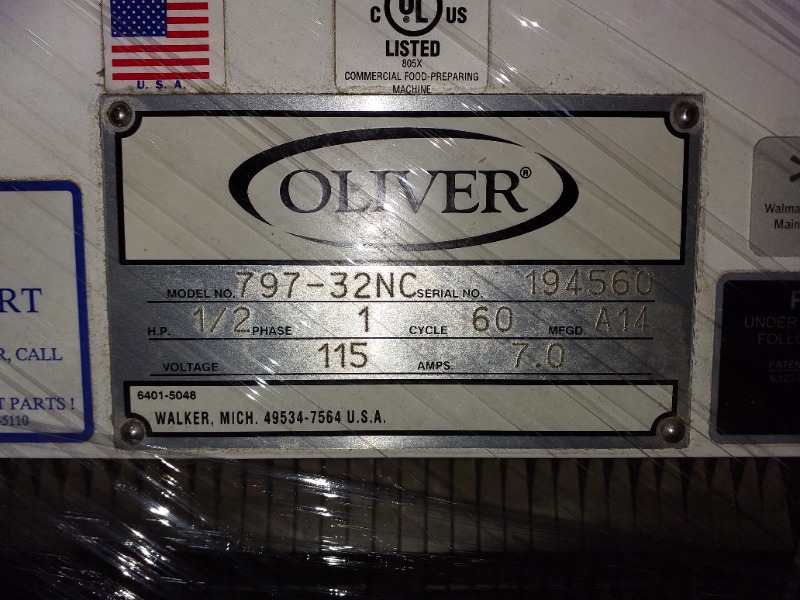 U.S.A.
C UL US
LISTED
805X
COMMERCIAL FOOD-PREPARING
MACHINE
OLIVER®
MODEL NO. 797-32NC SERIAL NO. 194560
H.P. 1/2 PHASE 1 CYCLE 60 MFGD. A14
VOLTAGE 115 AMPS. 7.0
6401-5048
WALKER, MICH. 49534-7564 U.S.A.
RT
, CALL
T PARTS!
5110
Walma
Main
UNDER
FOLLO